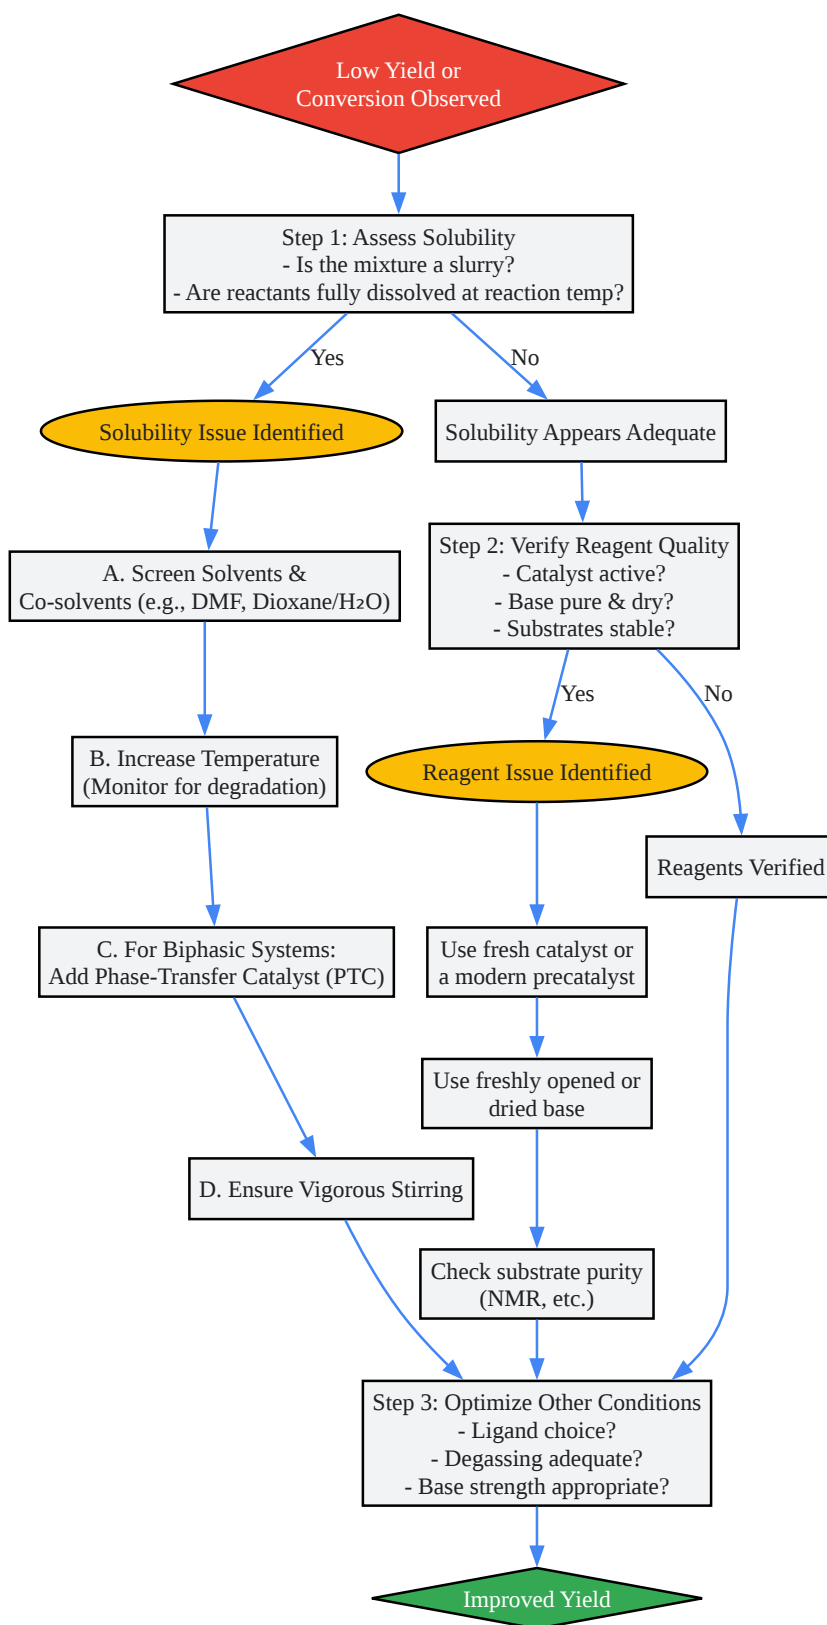 Low Yield or
Conversion Observed
Step 1: Assess Solubility
- Is the mixture a slurry?
- Are reactants fully dissolved at reaction temp?
Yes
No
Solubility Issue Identified
Solubility Appears Adequate
A. Screen Solvents &
Co-solvents (e.g., DMF, Dioxane/H₂O)
Step 2: Verify Reagent Quality
- Catalyst active?
- Base pure & dry?
- Substrates stable?
Yes
No
B. Increase Temperature
(Monitor for degradation)
Reagent Issue Identified
Reagents Verified
C. For Biphasic Systems:
Add Phase-Transfer Catalyst (PTC)
Use fresh catalyst or
a modern precatalyst
Use freshly opened or
dried base
D. Ensure Vigorous Stirring
Check substrate purity
(NMR, etc.)
Step 3: Optimize Other Conditions
- Ligand choice?
- Degassing adequate?
- Base strength appropriate?
Improved Yield